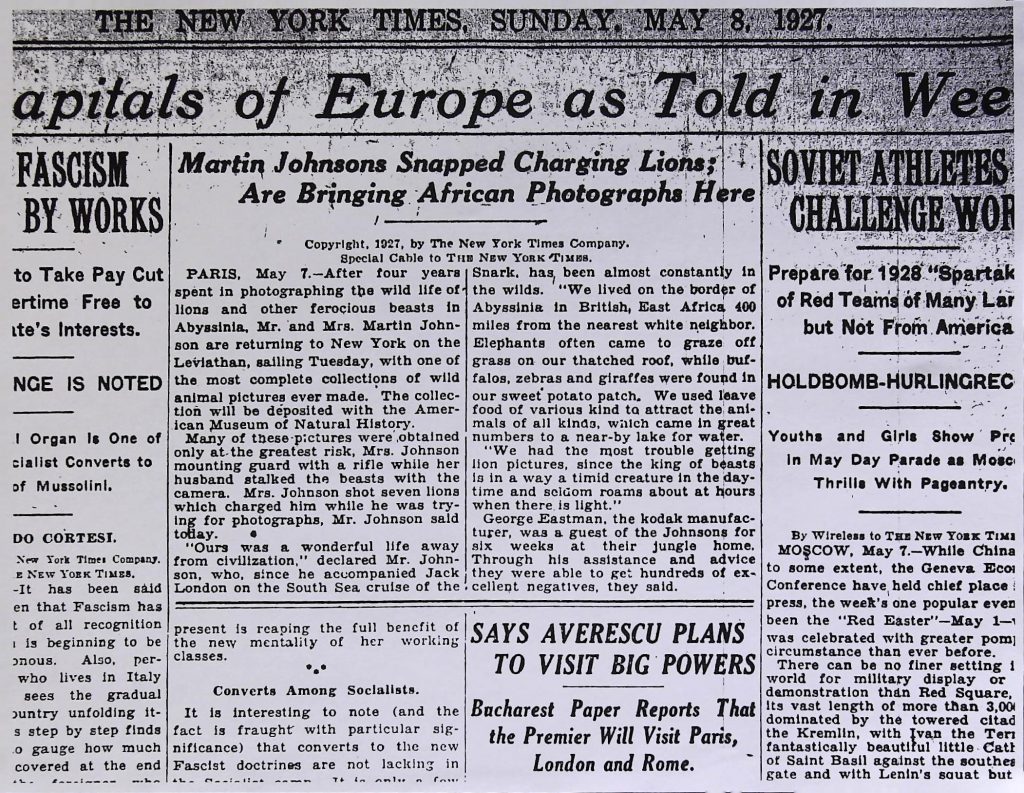 THE NEW YORK TIMES, SUNDAY, MAY 8, 1927.
apitals of Europe as Told in Wee
FASCISM
BY WORKS
to Take Pay Cut
ertime Free to
te's Interests.
NGE IS NOTED
l Organ Is One of
cialist Converts to
of Mussolini.
DO CORTESI.
New York Times Company.
E NEW YORK TIMES.
-It has been said
en that Fascism has
t of all recognition
is beginning to be
onous. Also, per-
who lives in Italy
sees the gradual
ountry unfolding it-
s step by step finds
o gauge how much
covered at the end
the foreigner who
Martin Johnsons Snapped Charging Lions;
Are Bringing African Photographs Here
Copyright, 1927, by The New York Times Company.
Special Cable to THE NEW YORK TIMES.
PARIS, May 7.—After four years
spent in photographing the wild life of
lions and other ferocious beasts in
Abyssinia, Mr. and Mrs. Martin John-
son are returning to New York on the
Leviathan, sailing Tuesday, with one of
the most complete collections of wild
animal pictures ever made. The collec-
tion will be deposited with the Amer-
ican Museum of Natural History.
Many of these pictures were obtained
only at the greatest risk, Mrs. Johnson
mounting guard with a rifle while her
husband stalked the beasts with the
camera. Mrs. Johnson shot seven lions
which charged him while he was try-
ing for photographs, Mr. Johnson said
today.
"Ours was a wonderful life away
from civilization," declared Mr. John-
son, who, since he accompanied Jack
London on the South Sea cruise of the
Snark, has been almost constantly in
the wilds. "We lived on the border of
Abyssinia in British, East Africa 400
miles from the nearest white neighbor.
Elephants often came to graze off
grass on our thatched roof, while buf-
falos, zebras and giraffes were found in
our sweet potato patch. We used leave
food of various kind to attract the ani-
mals of all kinds, which came in great
numbers to a near-by lake for water.
"We had the most trouble getting
lion pictures, since the king of beasts
is in a way a timid creature in the day-
time and seldom roams about at hours
when there is light."
George Eastman, the kodak manufac-
turer, was a guest of the Johnsons for
six weeks at their jungle home.
Through his assistance and advice
they were able to get hundreds of ex-
cellent negatives, they said.
present is reaping the full benefit of
the new mentality of her working
classes.
Converts Among Socialists.
It is interesting to note (and the
fact is fraught with particular sig-
nificance) that converts to the new
Fascist doctrines are not lacking in
the Socialist camp. It is only a few
SAYS AVERESCU PLANS
TO VISIT BIG POWERS
Bucharest Paper Reports That
the Premier Will Visit Paris,
London and Rome.
SOVIET ATHLETES
CHALLENGE WOR
Prepare for 1928 "Spartak
of Red Teams of Many Lan
but Not From America
HOLD BOMB-HURLING REC
Youths and Girls Show Pro
in May Day Parade as Mosc
Thrills With Pageantry.
By Wireless to THE NEW YORK TIM
MOSCOW, May 7.—While China
to some extent, the Geneva Econ
Conference have held chief place
press, the week's one popular even
been the "Red Easter"—May 1—
was celebrated with greater pom
circumstance than ever before.
There can be no finer setting i
world for military display or
demonstration than Red Square,
its vast length of more than 3,00
dominated by the towered citad
the Kremlin, with Ivan the Terr
fantastically beautiful little Cath
of Saint Basil against the southes
gate and with Lenin's squat but